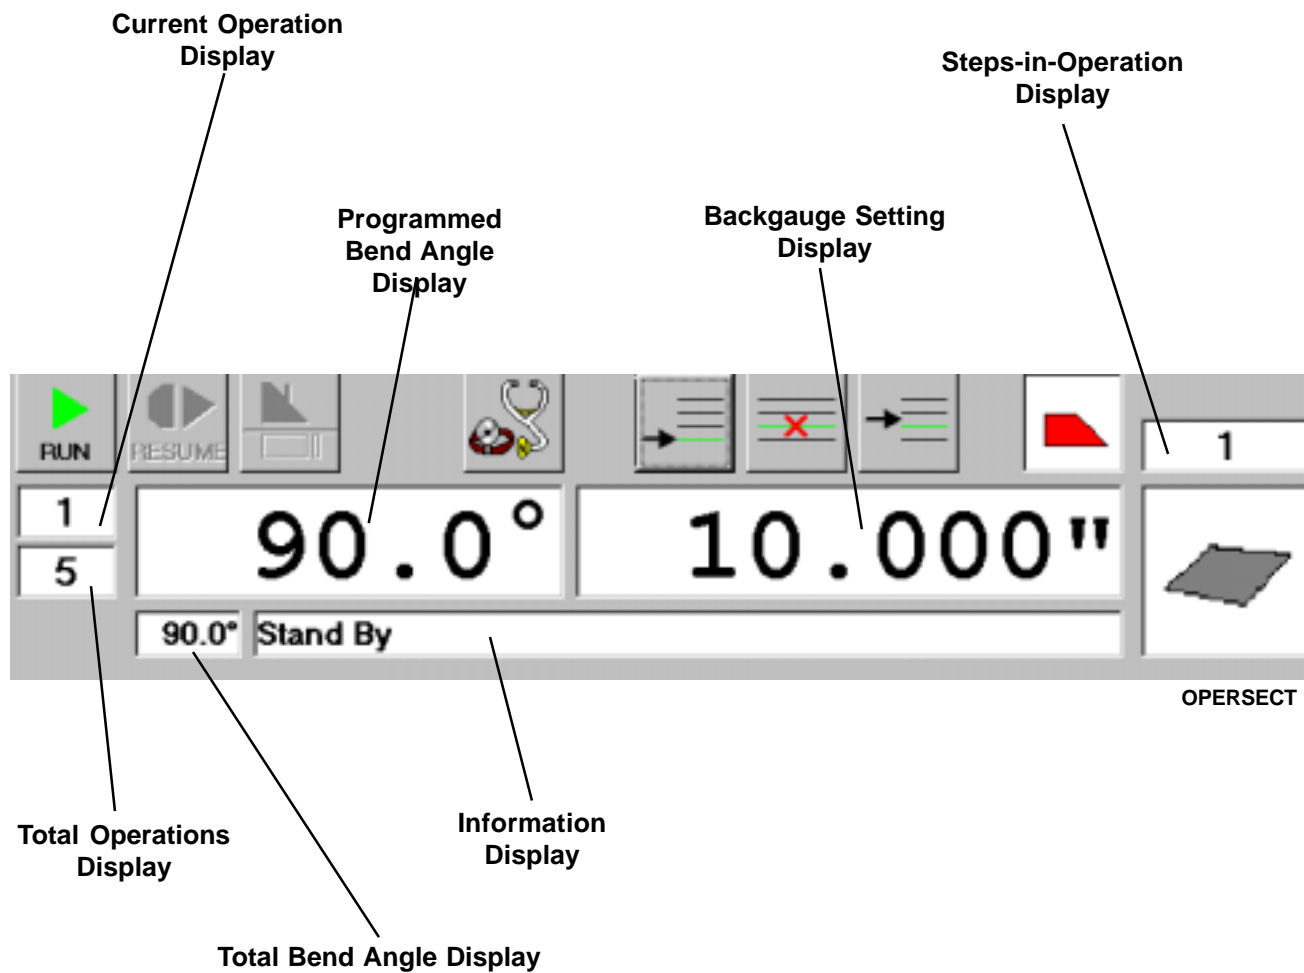 Current Operation
Display
Steps-in-Operation
Display
Programmed
Bend Angle
Display
Backgauge Setting
Display
RUN
RESUME
1
1
5
90.0°
10.000"
90.0°
Stand By
OPERSECT
Total Operations
Display
Information
Display
Total Bend Angle Display